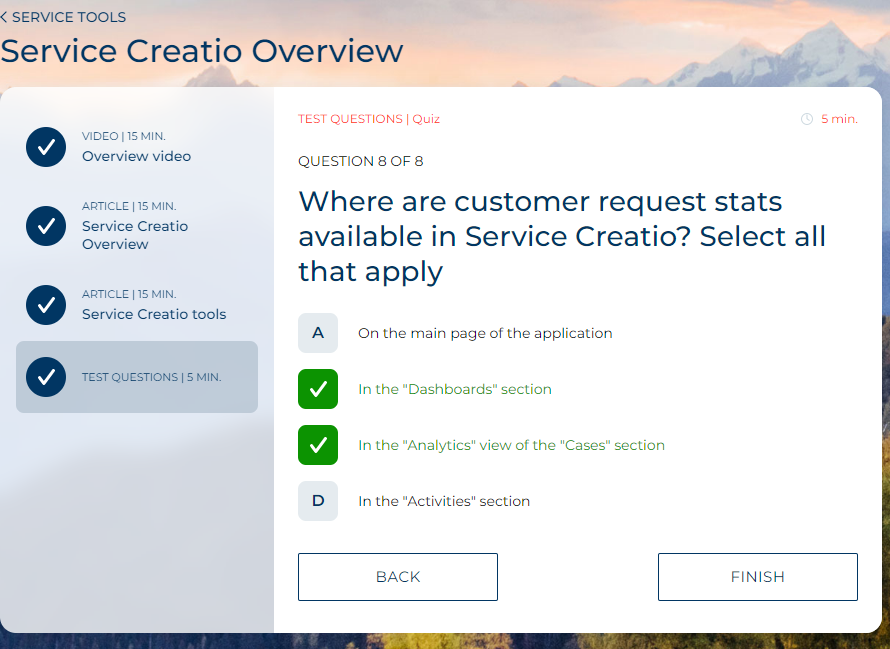 SERVICE TOOLS
Service Creatio Overview
VIDEO | 15 MIN.
Overview video
ARTICLE | 15 MIN.
Service Creatio
Overview
ARTICLE | 15 MIN.
Service Creatio tools
TEST QUESTIONS | 5 MIN.
TEST QUESTIONS | Quiz
5 min.
QUESTION 8 OF 8
Where are customer request stats
available in Service Creatio? Select all
that apply
A On the main page of the application
In the "Dashboards" section
In the "Analytics" view of the "Cases" section
D In the "Activities" section
BACK
FINISH